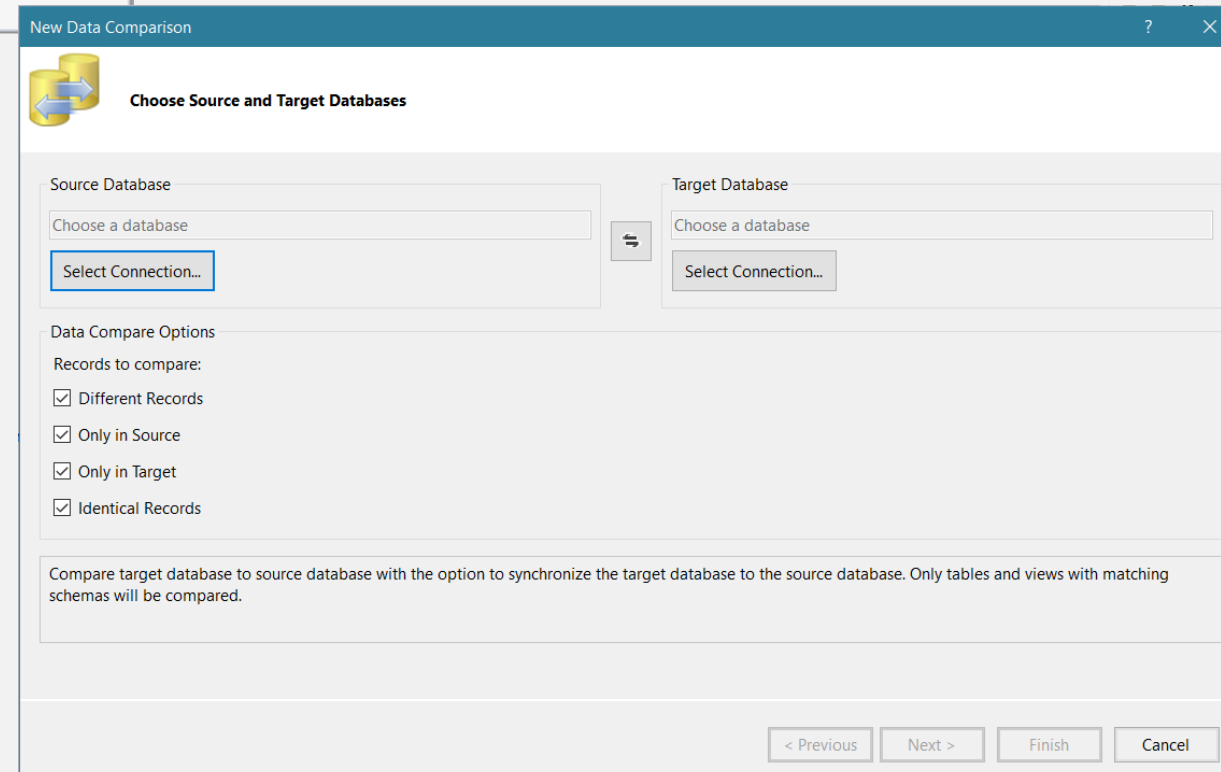 New Data Comparison
?
Choose Source and Target Databases
Source Database
Choose a database
Select Connection...
Target Database
Choose a database
Select Connection...
Data Compare Options
Records to compare:
Different Records
Only in Source
Only in Target
Identical Records
Compare target database to source database with the option to synchronize the target database to the source database. Only tables and views with matching
schemas will be compared.
< Previous
Next >
Finish
Cancel